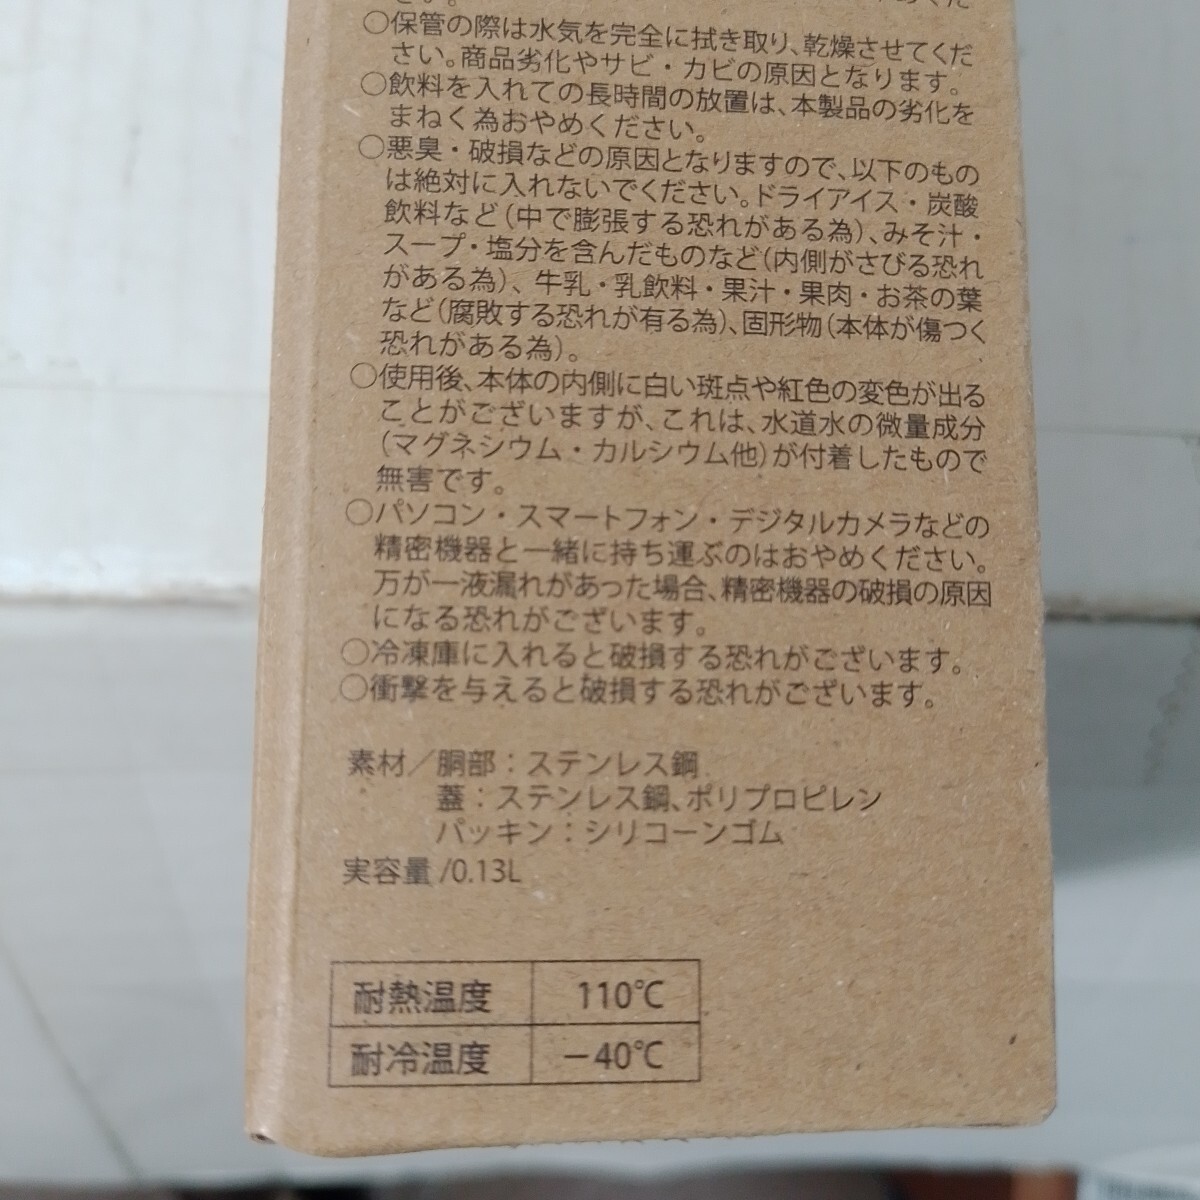 ○保管の際は水気を完全に拭き取り、乾燥させてくだ
さい。商品劣化やサビ・カビの原因となります。
○飲料を入れての長時間の放置は、本製品の劣化を
まねく為おやめください。
○悪臭・破損などの原因となりますので、以下のもの
は絶対に入れないでください。ドライアイス・炭酸
飲料など(中で膨張する恐れがある為)、みそ汁・
スープ・塩分を含んだものなど(内側がさびる恐れ
がある為)、牛乳・乳飲料・果汁・果肉・お茶の葉
など(腐敗する恐れが有る為)、固形物(本体が傷つく
恐れがある為)。
○使用後、本体の内側に白い斑点や紅色の変色が出る
ことがございますが、これは、水道水の微量成分
(マグネシウム・カルシウム他)が付着したもので
無害です。
○パソコン・スマートフォン・デジタルカメラなどの
精密機器と一緒に持ち運ぶのはおやめください。
万が一液漏れがあった場合、精密機器の破損の原因
になる恐れがございます。
○冷凍庫に入れると破損する恐れがございます。
○衝撃を与えると破損する恐れがございます。
素材／胴部：ステンレス鋼
蓋：ステンレス鋼、ポリプロピレン
パッキン：シリコーンゴム
実容量/0.13L
耐熱温度 110℃
耐冷温度 －40℃